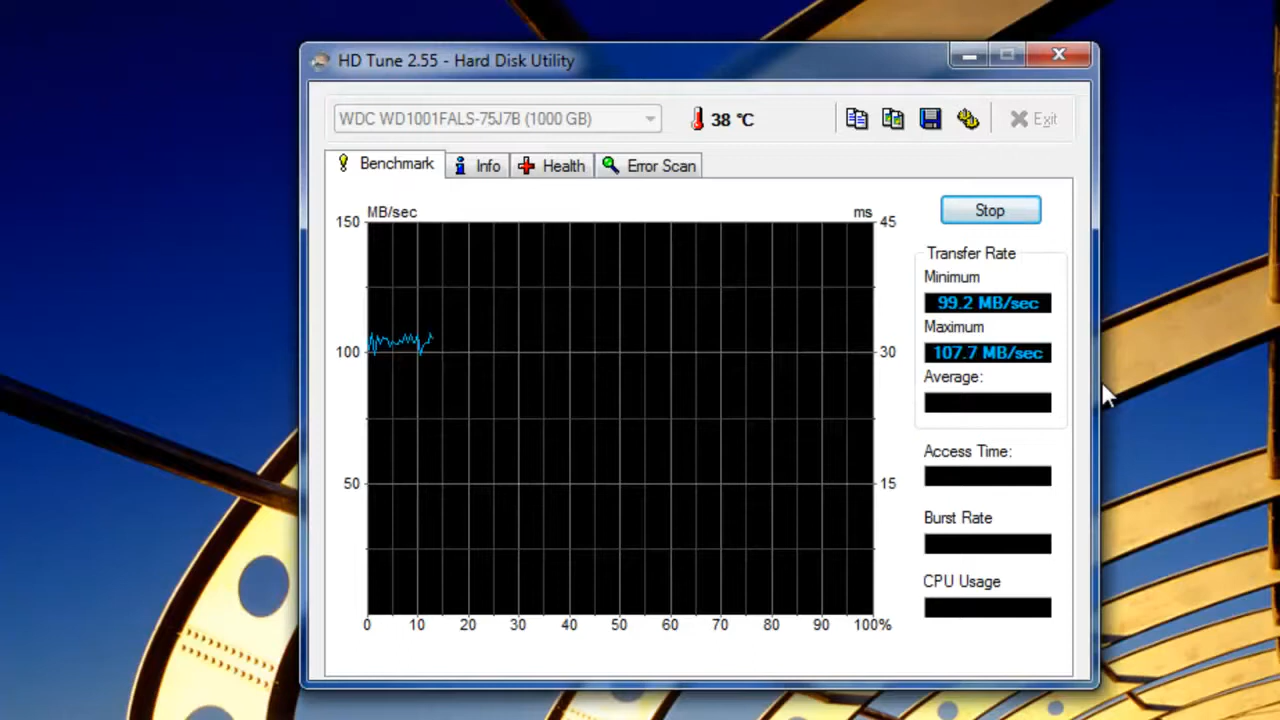 HD Tune 2.55 - Hard Disk Utility
WDC WD1001FALS-75J7B (1000 GB)
38 °C
Exit
Benchmark
Info
Health
Error Scan
MB/sec
ms
150
100
50
45
30
15
0 10 20 30 40 50 60 70 80 90 100%
Stop
Transfer Rate
Minimum
99.2 MB/sec
Maximum
107.7 MB/sec
Average:
Access Time:
Burst Rate
CPU Usage